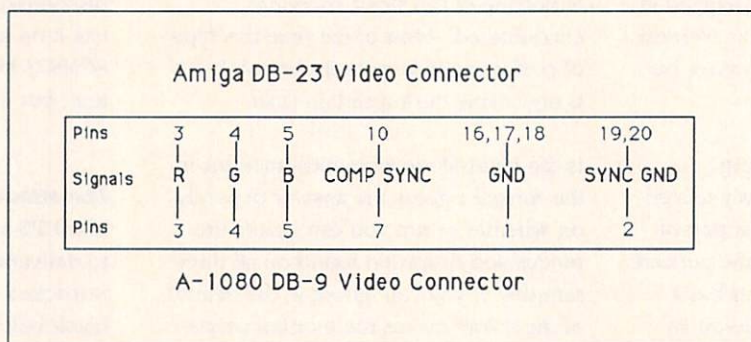 Amiga DB-23 Video Connector
Pins 3 4 5 10 16,17,18 19,20
Signals R G B COMP SYNC GND SYNC GND
Pins 3 4 5 7 1 2
A-1080 DB-9 Video Connector